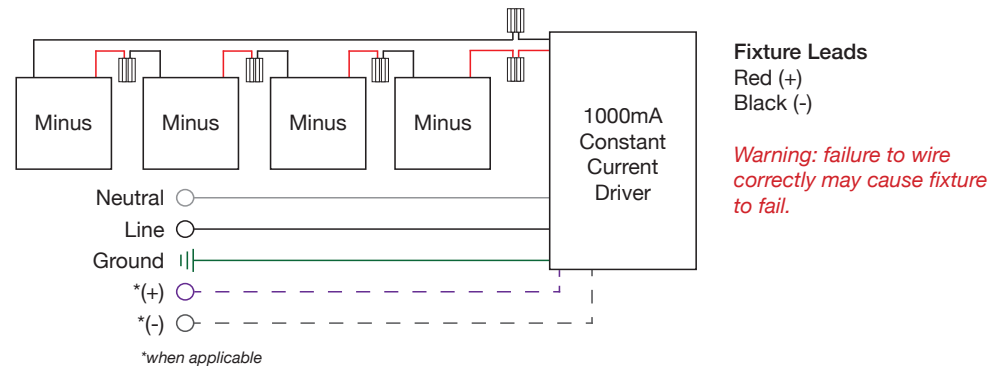 Minus
Minus
Minus
Minus
1000mA
Constant
Current
Driver
Fixture Leads
Red (+)
Black (-)
Warning: failure to wire
correctly may cause fixture
to fail.
Neutral
Line
Ground
*(+)
*(-)
*when applicable